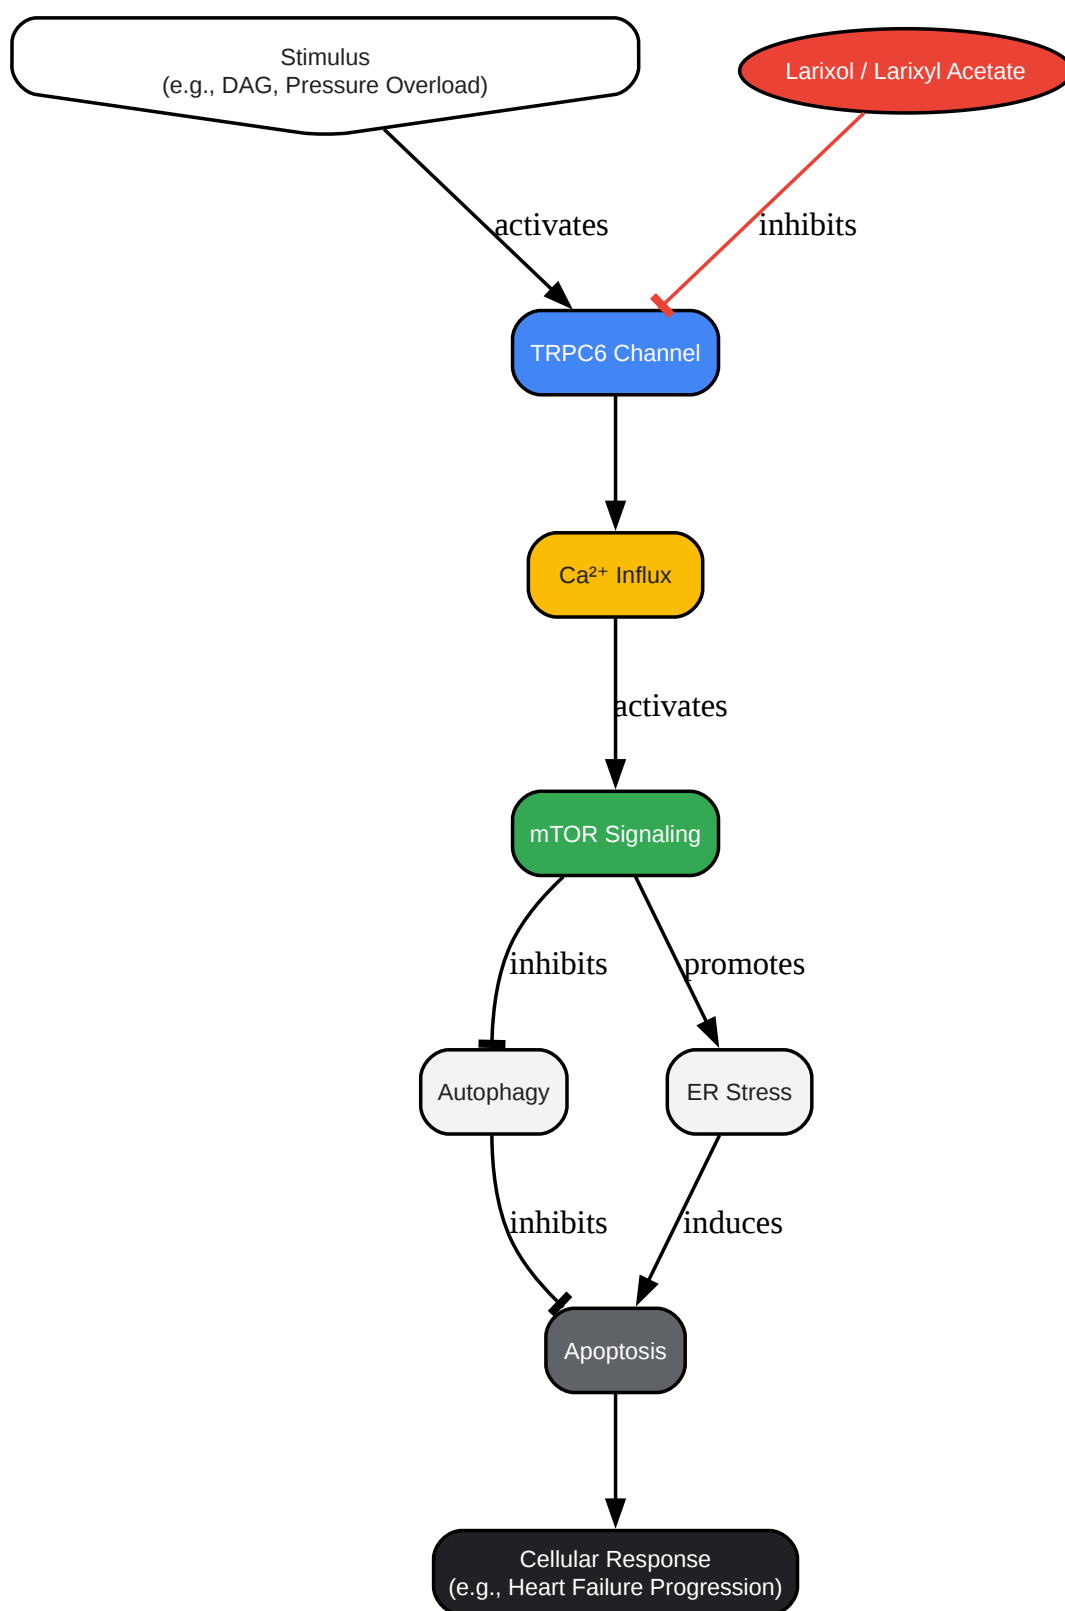 Stimulus
(e.g., DAG, Pressure Overload)
Larixol / Larixyl Acetate
activates
inhibits
TRPC6 Channel
Ca²⁺ Influx
activates
mTOR Signaling
inhibits
promotes
Autophagy
ER Stress
inhibits
induces
Apoptosis
Cellular Response
(e.g., Heart Failure Progression)